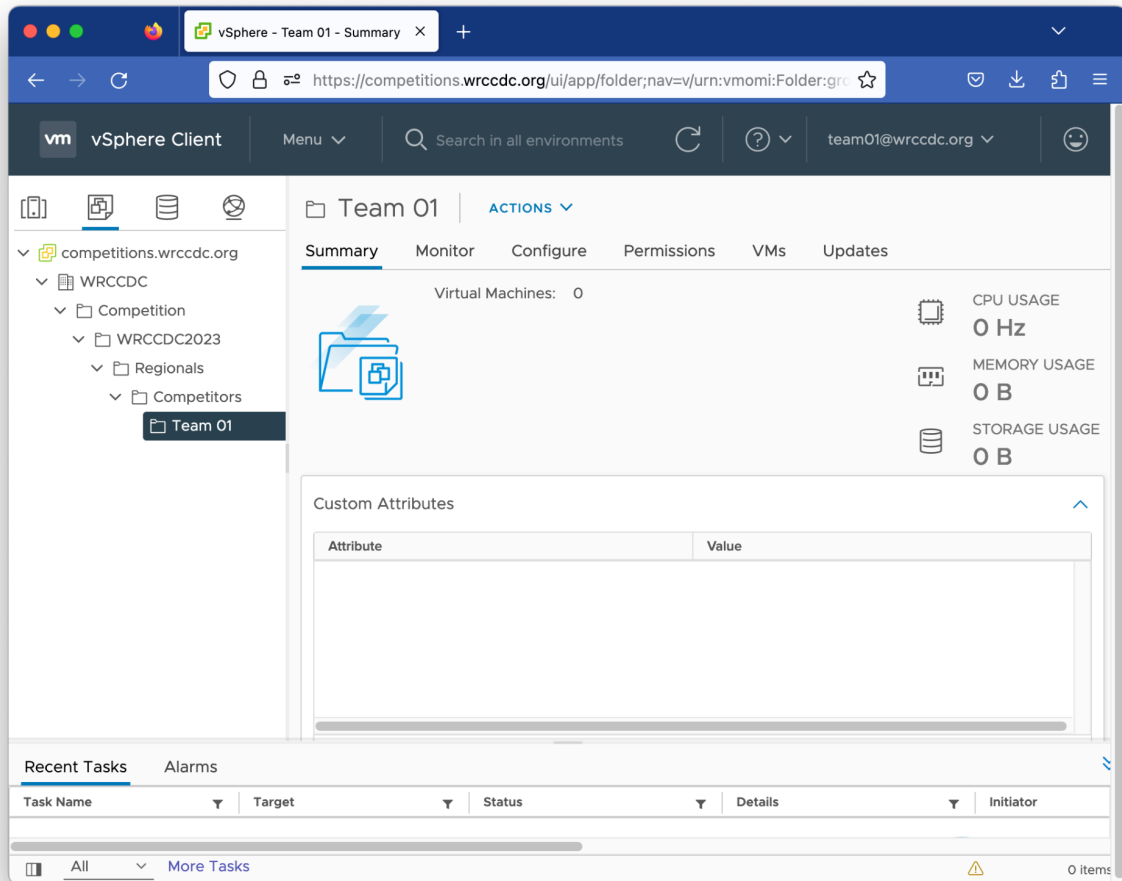 vSphere - Team 01 - Summary
https://competitions.wrccdc.org/ui/app/folder;nav=v/urn:vmomi:Folder:gro
vm vSphere Client Menu Search in all environments team01@wrccdc.org
Team 01 ACTIONS
Summary Monitor Configure Permissions VMs Updates
competitions.wrccdc.org
WRCCDC
Competition
WRCCDC2023
Regionals
Competitors
Team 01
Virtual Machines: 0
CPU USAGE
0 Hz
MEMORY USAGE
0 B
STORAGE USAGE
0 B
Custom Attributes
Attribute Value
Recent Tasks Alarms
Task Name Target Status Details Initiator
All More Tasks 0 items